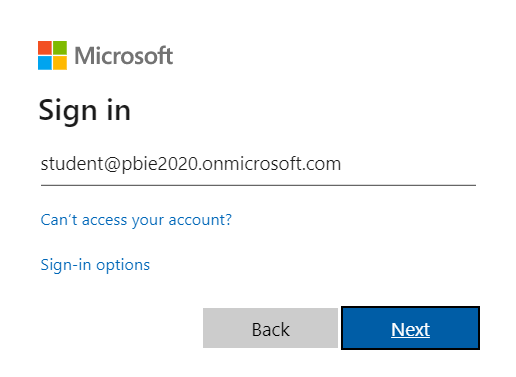 Microsoft
Sign in
student@pbie2020.onmicrosoft.com
Can’t access your account?
Sign-in options
Back Next